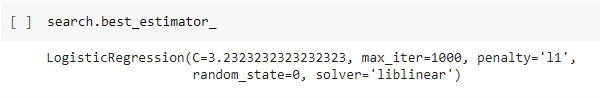 [ ] search.best_estimator_
LogisticRegression(C=3.2323232323232323, max_iter=1000, penalty='l1',
random_state=0, solver='liblinear')